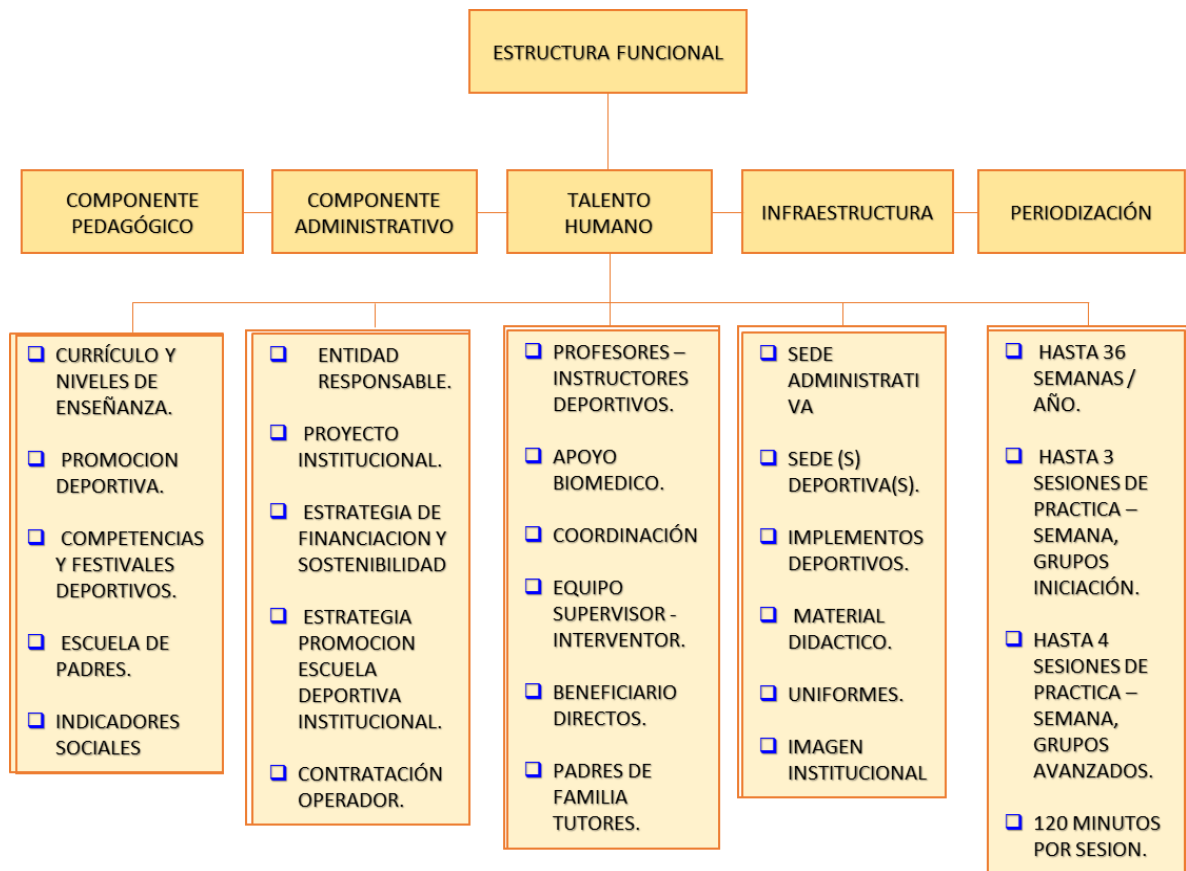 ESTRUCTURA FUNCIONAL
COMPONENTE
PEDAGÓGICO
COMPONENTE
ADMINISTRATIVO
TALENTO
HUMANO
INFRAESTRUCTURA
PERIODIZACIÓN
CURRÍCULO Y
NIVELES DE
ENSEÑANZA.
PROMOCION
DEPORTIVA.
COMPETENCIAS
Y FESTIVALES
DEPORTIVOS.
ESCUELA DE
PADRES.
INDICADORES
SOCIALES
ENTIDAD
RESPONSABLE.
PROYECTO
INSTITUCIONAL.
ESTRATEGIA DE
FINANCIACION Y
SOSTENIBILIDAD
ESTRATEGIA
PROMOCION
ESCUELA
DEPORTIVA
INSTITUCIONAL.
CONTRATACIÓN
OPERADOR.
PROFESORES –
INSTRUCTORES
DEPORTIVOS.
APOYO
BIOMEDICO.
COORDINACIÓN
EQUIPO
SUPERVISOR -
INTERVENTOR.
BENEFICIARIO
DIRECTOS.
PADRES DE
FAMILIA
TUTORES.
SEDE
ADMINISTRATI
VA
SEDE (S)
DEPORTIVA(S).
IMPLEMENTOS
DEPORTIVOS.
MATERIAL
DIDACTICO.
UNIFORMES.
IMAGEN
INSTITUCIONAL
HASTA 36
SEMANAS /
AÑO.
HASTA 3
SESIONES DE
PRACTICA –
SEMANA,
GRUPOS
INICIACIÓN.
HASTA 4
SESIONES DE
PRACTICA –
SEMANA,
GRUPOS
AVANZADOS.
120 MINUTOS
POR SESION.